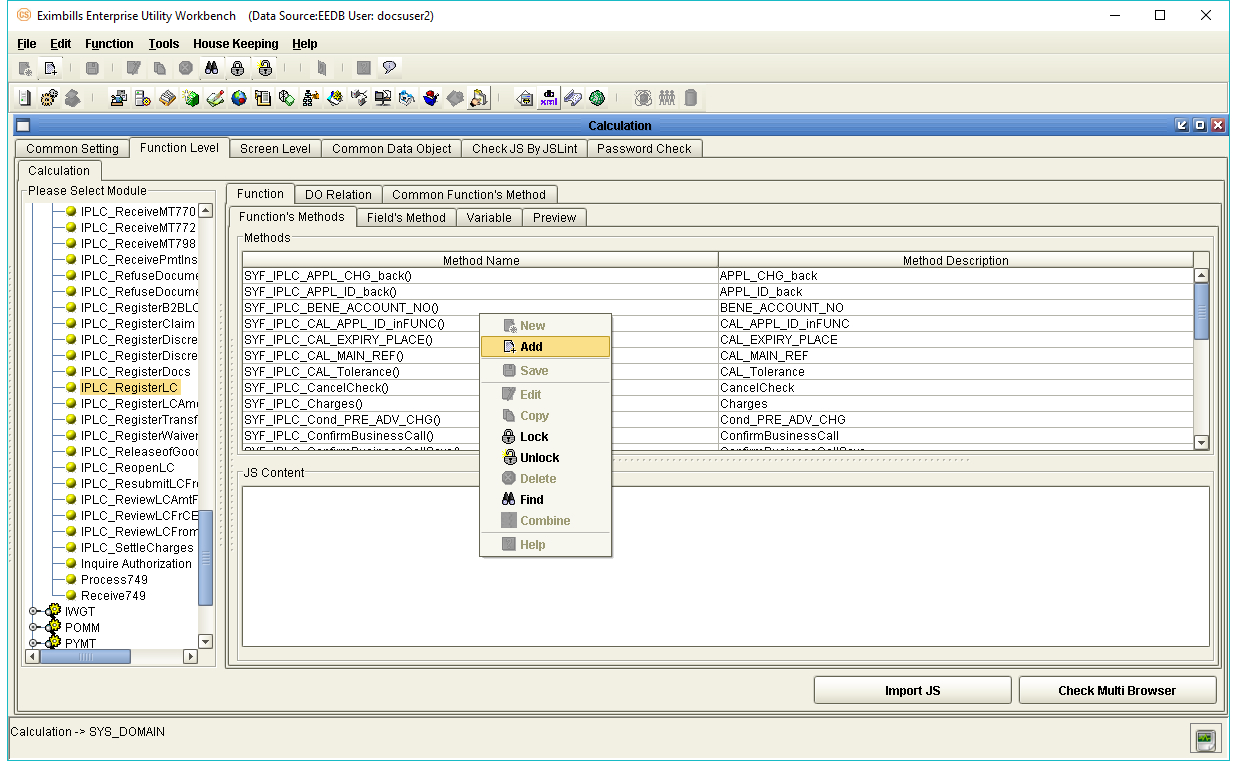 Eximbills Enterprise Utility Workbench (Data Source:EEDB User: docsuser2)
File Edit Function Tools House Keeping Help
Calculation
Common Setting Function Level Screen Level Common Data Object Check JS By JSLint Password Check
Calculation
Please Select Module
IPLC_ReceiveMT770
IPLC_ReceiveMT772
IPLC_ReceiveMT798
IPLC_ReceivePmtIns
IPLC_RefuseDocume
IPLC_RefuseDocume
IPLC_RegisterB2BLC
IPLC_RegisterClaim
IPLC_RegisterDiscre
IPLC_RegisterDiscre
IPLC_RegisterDocs
IPLC_RegisterLC
IPLC_RegisterLCAm
IPLC_RegisterTransf
IPLC_RegisterWaiver
IPLC_ReleaseofGoo
IPLC_ReopenLC
IPLC_ResubmitLCFr
IPLC_ReviewLCAmtF
IPLC_ReviewLCFrCE
IPLC_ReviewLCFrom
IPLC_SettleCharges
Inquire Authorization
Process749
Receive749
IWGT
POMM
PYMT
Function DO Relation Common Function's Method
Function's Methods Field's Method Variable Preview
Methods
Method Name Method Description
SYF_IPLC_APPL_CHG_back() APPL_CHG_back
SYF_IPLC_APPL_ID_back() APPL_ID_back
SYF_IPLC_BENE_ACCOUNT_NO() BENE_ACCOUNT_NO
SYF_IPLC_CAL_APPL_ID_inFUNC() CAL_APPL_ID_inFUNC
SYF_IPLC_CAL_EXPIRY_PLACE() CAL_EXPIRY_PLACE
SYF_IPLC_CAL_MAIN_REF() CAL_MAIN_REF
SYF_IPLC_CAL_Tolerance() CAL_Tolerance
SYF_IPLC_CancelCheck() CancelCheck
SYF_IPLC_Charges() Charges
SYF_IPLC_Cond_PRE_ADV_CHG() Cond_PRE_ADV_CHG
SYF_IPLC_ConfirmBusinessCall() ConfirmBusinessCall
New
Add
Save
Edit
Copy
Lock
Unlock
Delete
Find
Combine
Help
JS Content
Import JS Check Multi Browser
Calculation -> SYS_DOMAIN